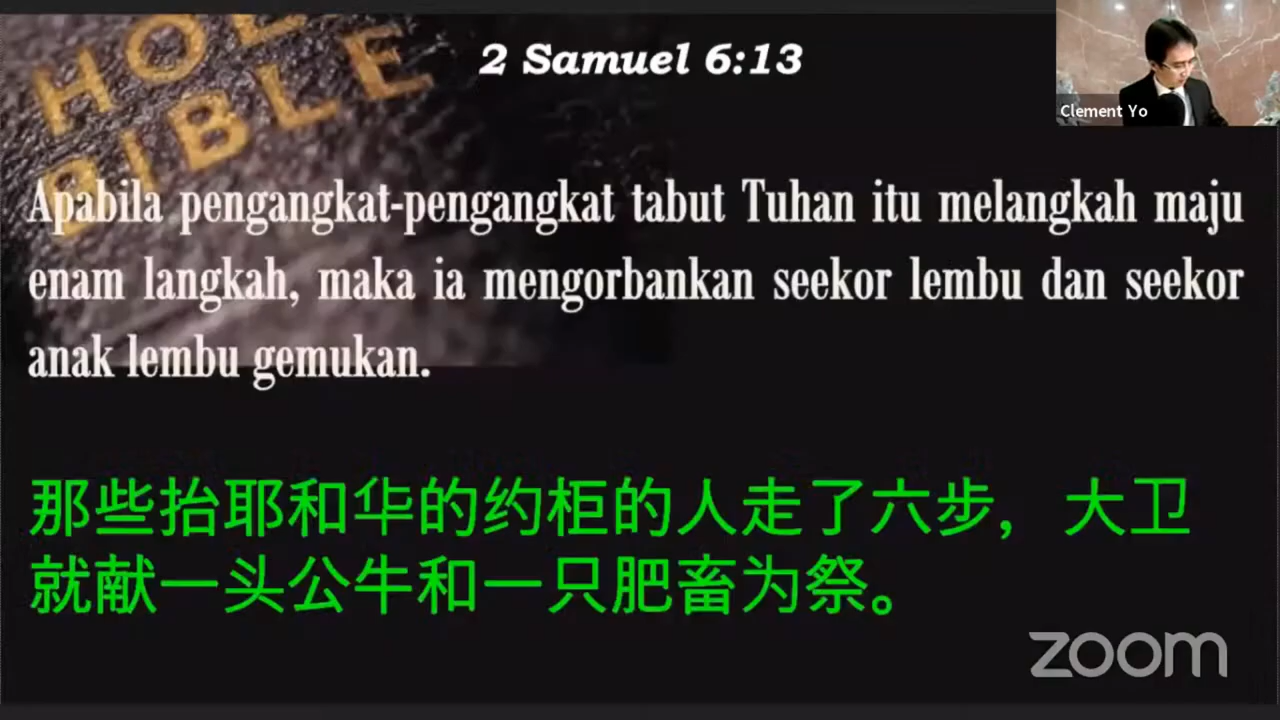 HOL
BIBLE
2 Samuel 6:13
Clement Yo
Apabila pengangkat-pengangkat tabut Tuhan itu melangkah maju
enam langkah, maka ia mengorbankan seekor lembu dan seekor
anak lembu gemukan.
那些抬耶和华的约柜的人走了六步，大卫
就献一头公牛和一只肥畜为祭。
zoom